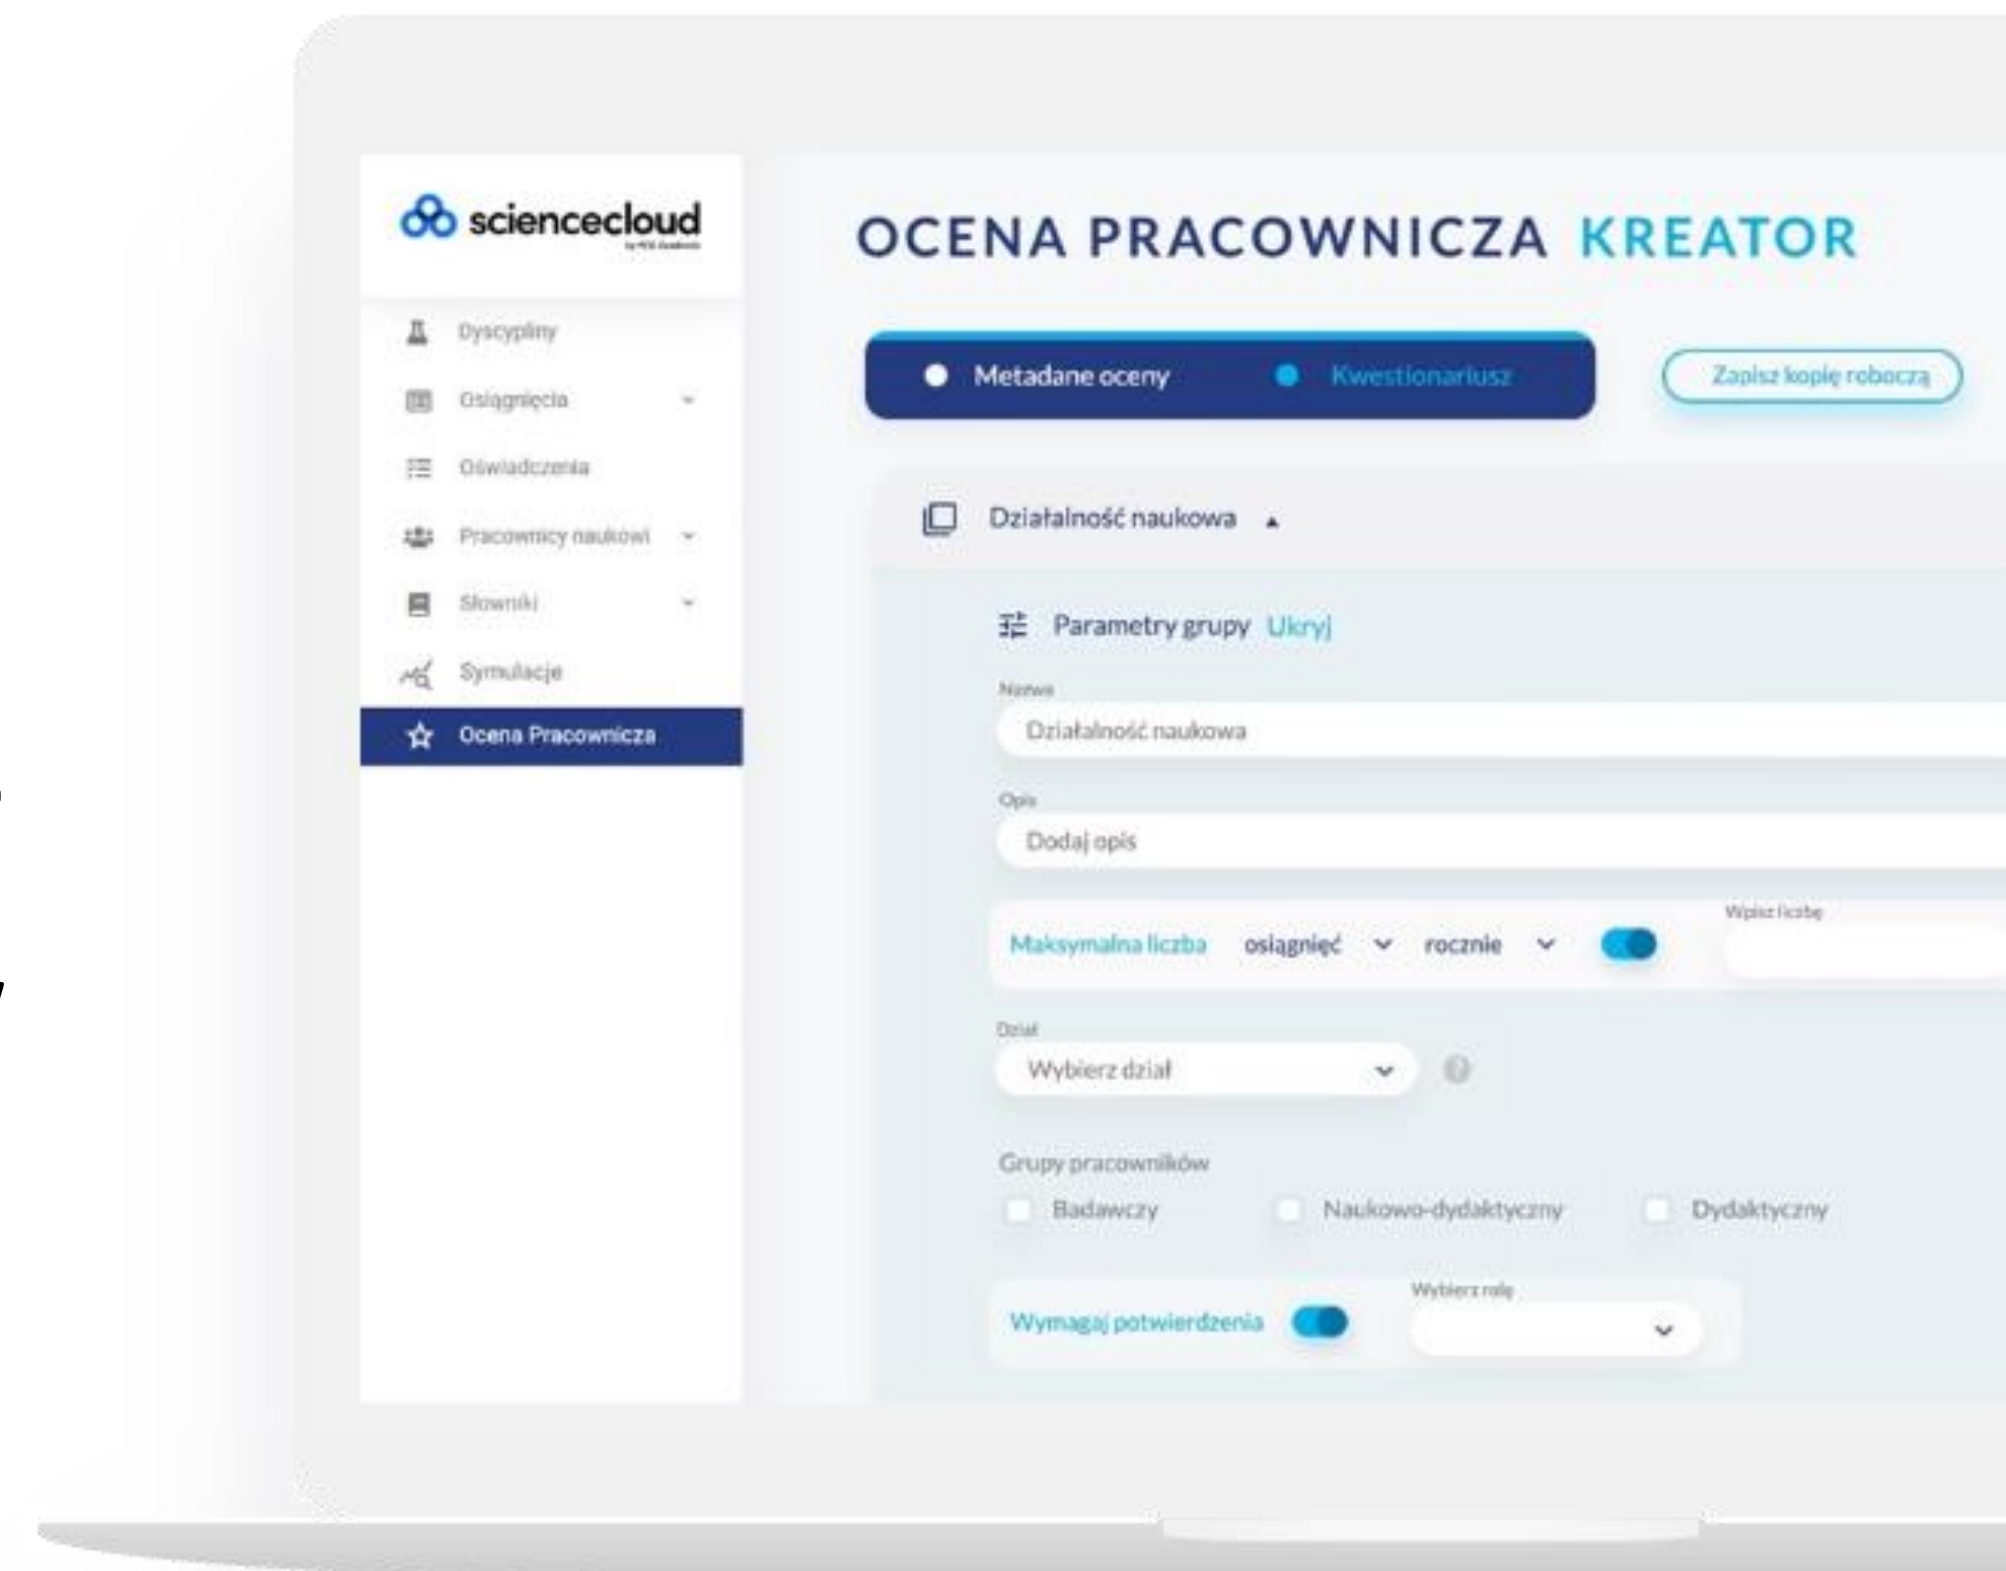 sciencecloud
OCENA PRACOWNICZA KREATOR
Metadane oceny Kwestionariusz Zapisz kopię roboczą
Dyscypliny
Osiągnięcia
Oświadczenia
Pracownicy naukowi
Słowniki
Symulacje
Ocena Pracownicza
Działalność naukowa
Parametry grupy Ukryj
Nazwa
Działalność naukowa
Opis
Dodaj opis
Wpisz liczbę
Maksymalna liczba osiągnięć rocznie
Dział
Wybierz dział
Grupy pracowników
Badawczy Naukowo-dydaktyczny Dydaktyczny
Wybierz rolę
Wymagaj potwierdzenia